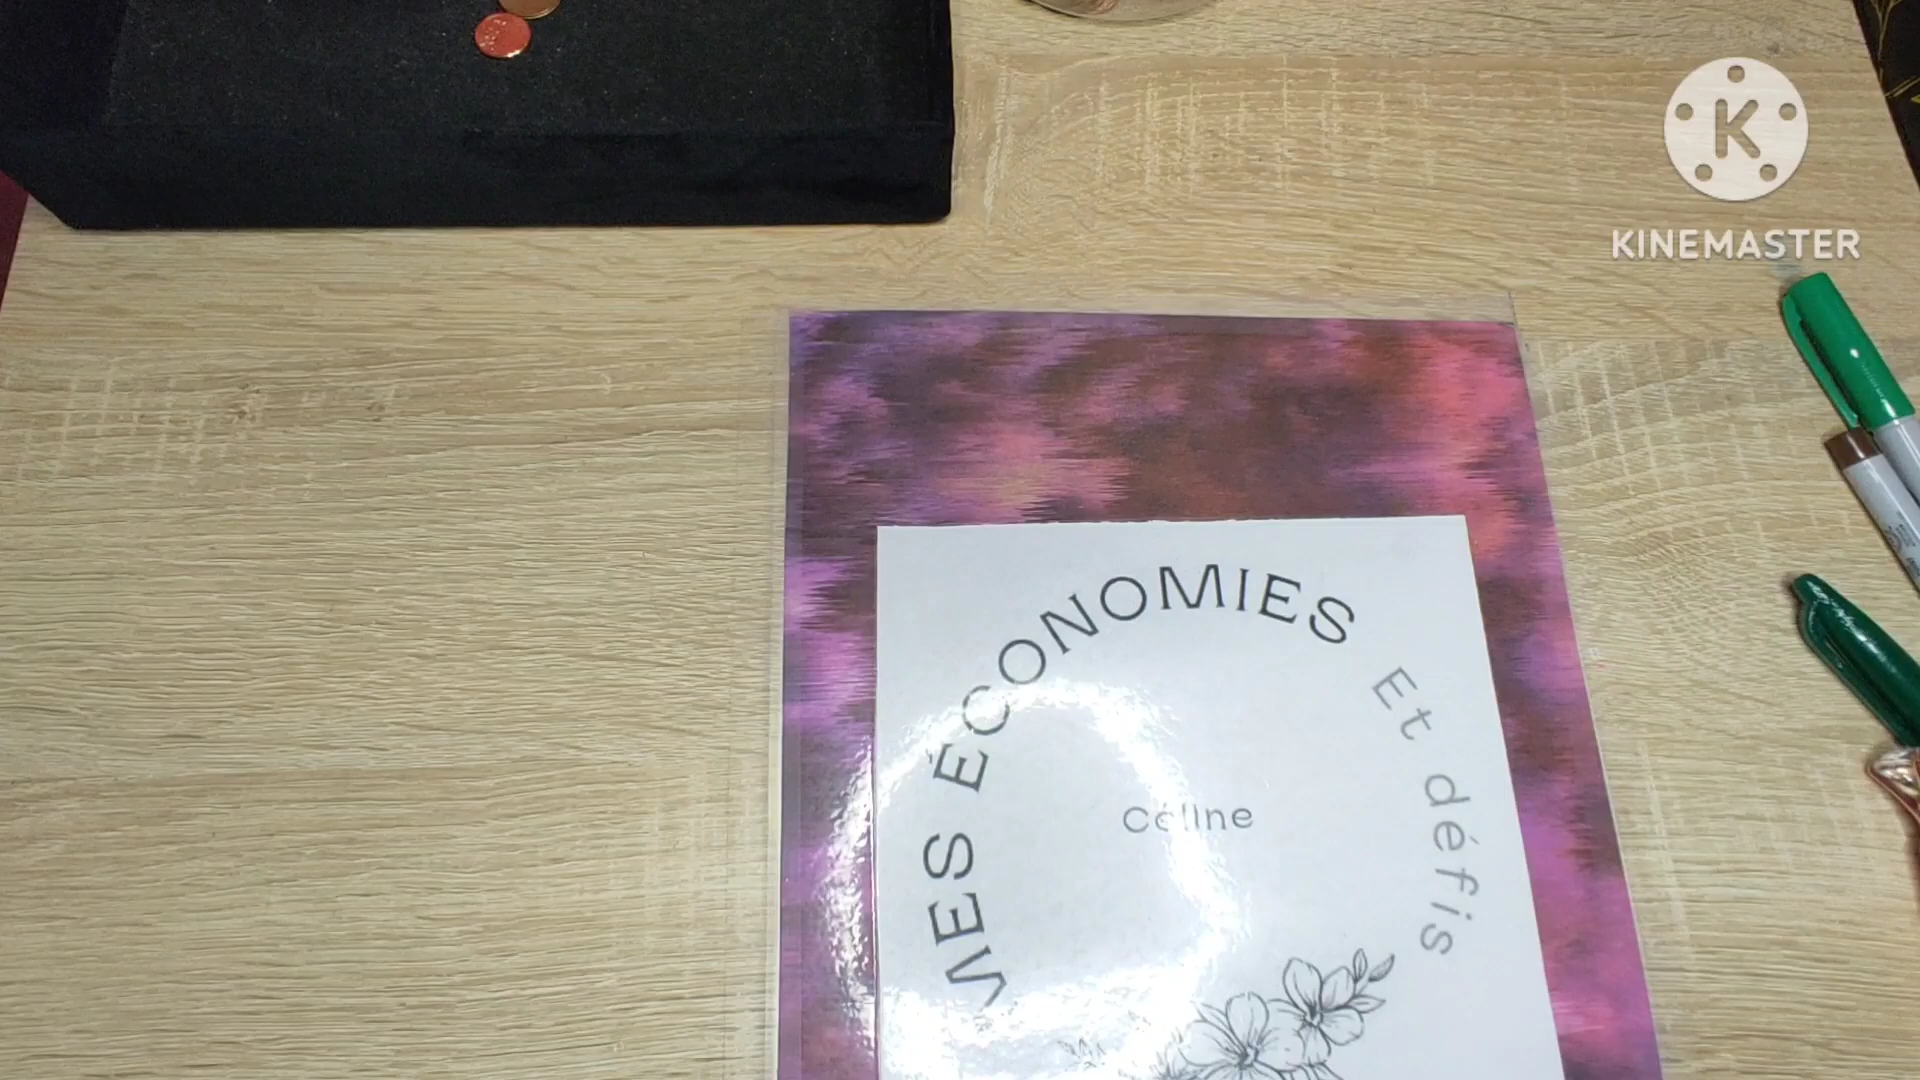 K
KINEMASTER
MES ÉCONOMIES
Et défis
Céline